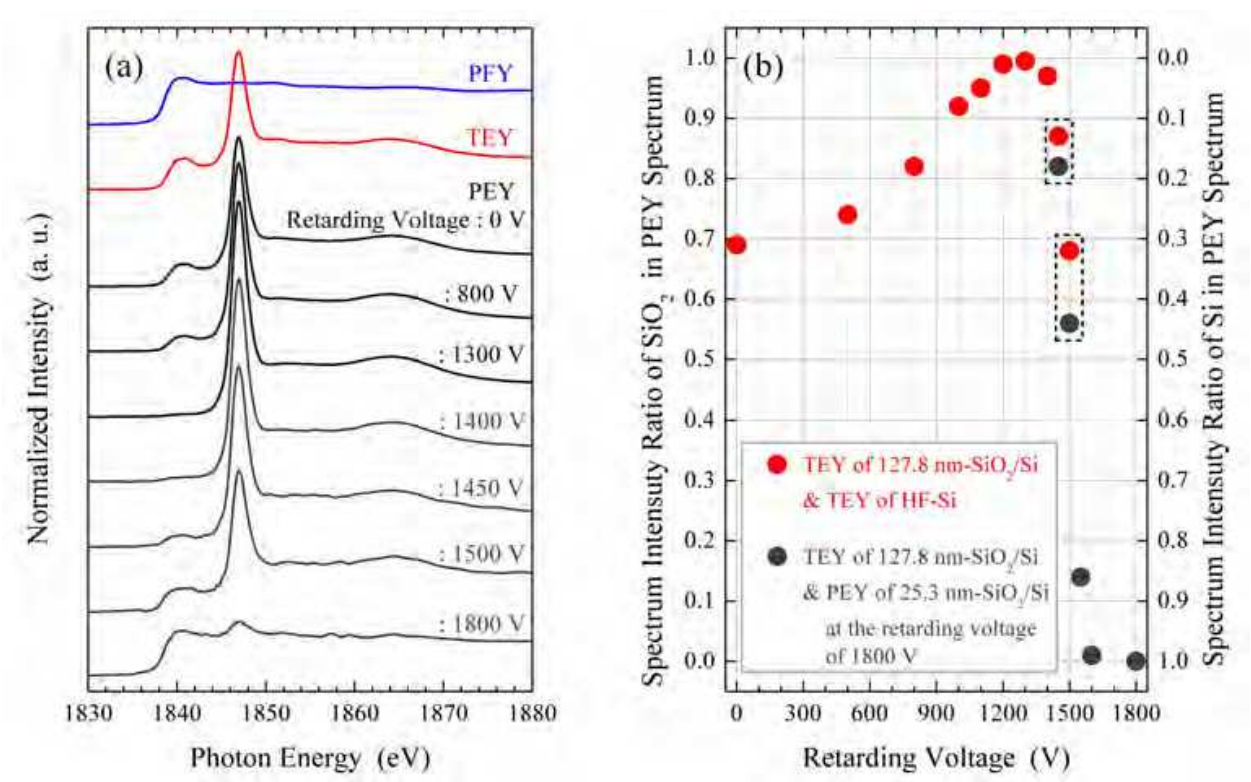 (a)
PFY
TEY
PEY
Retarding Voltage : 0 V
: 800 V
: 1300 V
: 1400 V
: 1450 V
: 1500 V
: 1800 V
Normalized Intensity (a. u.)
1830 1840 1850 1860 1870 1880
Photon Energy (eV)
(b)
Spectrum Intensuty Ratio of SiO2 in PEY Spectrum
1.0
0.9
0.8
0.7
0.6
0.5
0.4
0.3
0.2
0.1
0.0
TEY of 127.8 nm-SiO2/Si
& TEY of HF-Si
TEY of 127.8 nm-SiO2/Si
& PEY of 25.3 nm-SiO2/Si
at the retarding voltage
of 1800 V
0.0
0.1
0.2
0.3
0.4
0.5
0.6
0.7
0.8
0.9
1.0
Spectrum Intensuty Ratio of Si in PEY Spectrum
0 300 600 900 1200 1500 1800
Retarding Voltage (V)